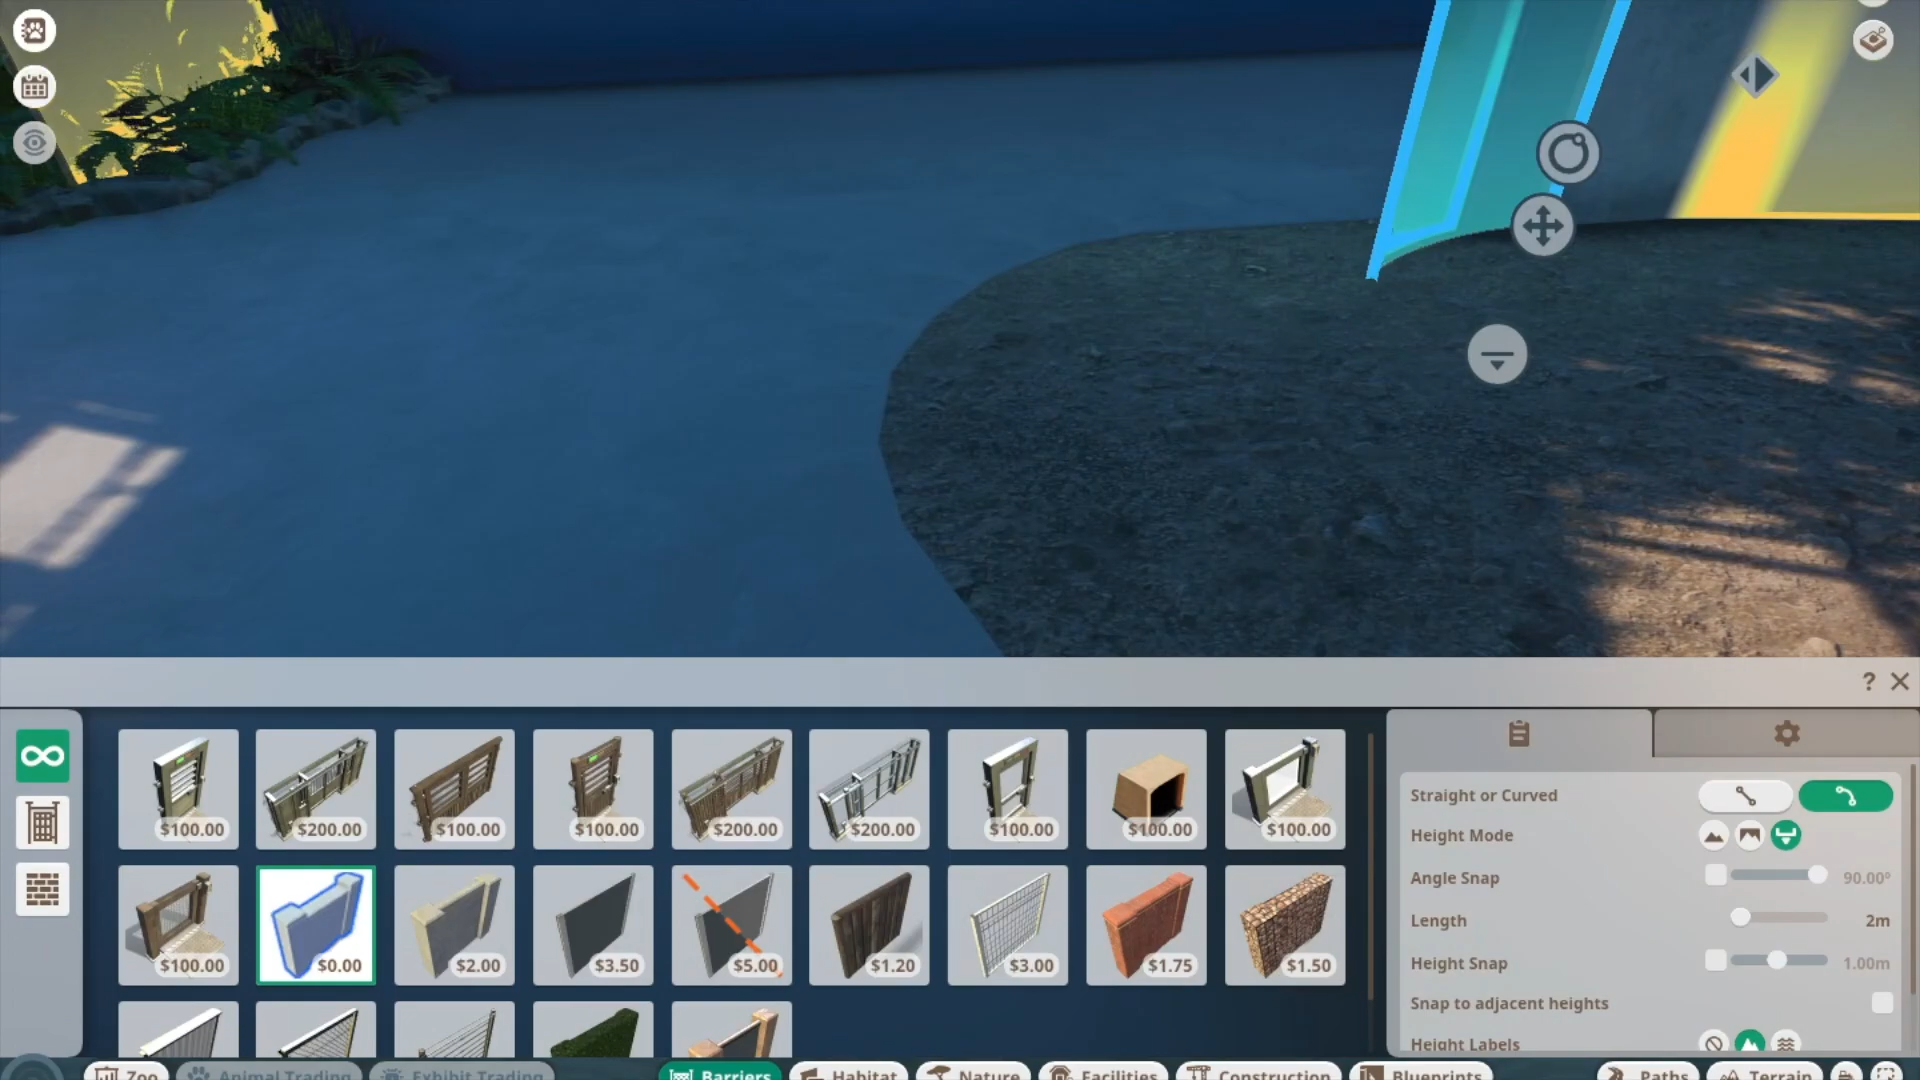 ?
$100.00 $200.00 $100.00 $100.00 $200.00 $200.00 $100.00 $100.00 $100.00
$100.00 $0.00 $2.00 $3.50 $5.00 $1.20 $3.00 $1.75 $1.50
Straight or Curved
Height Mode
Angle Snap 90.00°
Length 2m
Height Snap 1.00m
Snap to adjacent heights
Height Labels
Zoo Animal Trading Exhibit Trading Barriers Habitat Nature Facilities Construction Blueprints Paths Terrain